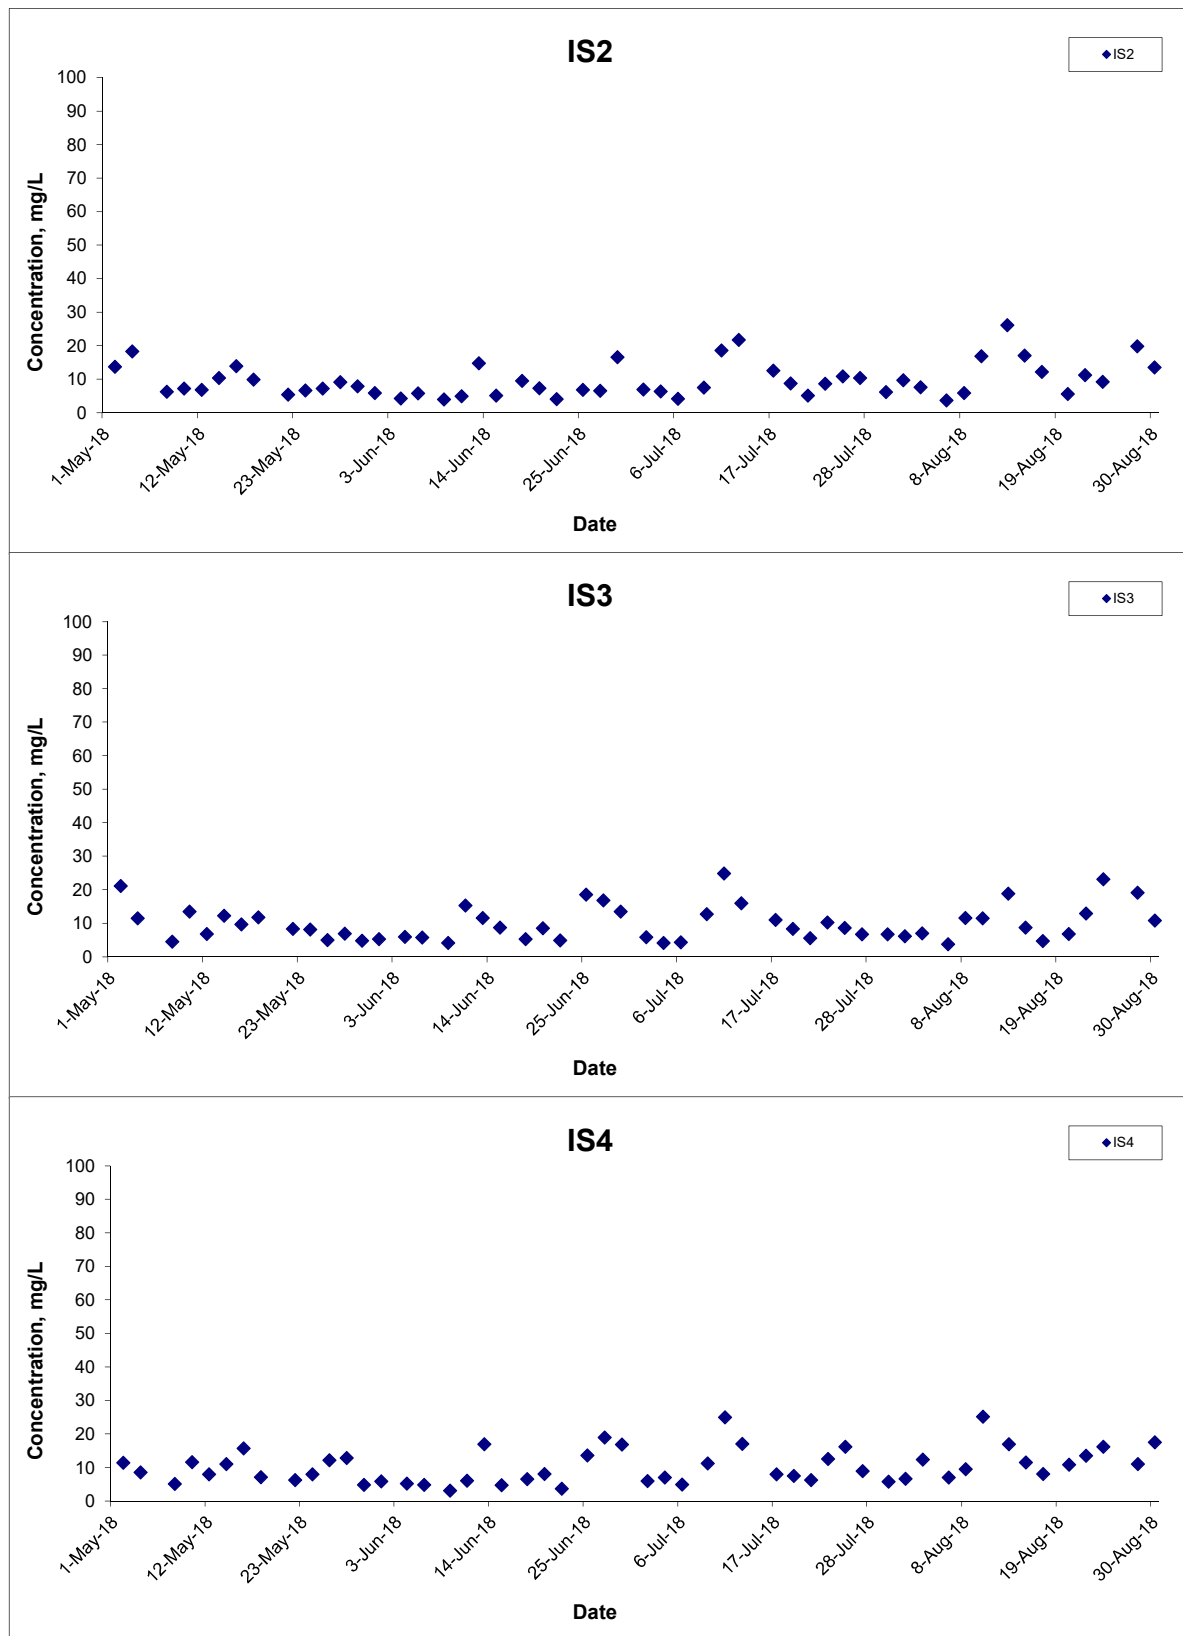 IS2
IS2
100
90
80
70
60
50
40
30
20
10
0
Concentration, mg/L
1-May-18
12-May-18
23-May-18
3-Jun-18
14-Jun-18
25-Jun-18
6-Jul-18
17-Jul-18
28-Jul-18
8-Aug-18
19-Aug-18
30-Aug-18
Date
IS3
IS3
100
90
80
70
60
50
40
30
20
10
0
Concentration, mg/L
1-May-18
12-May-18
23-May-18
3-Jun-18
14-Jun-18
25-Jun-18
6-Jul-18
17-Jul-18
28-Jul-18
8-Aug-18
19-Aug-18
30-Aug-18
Date
IS4
IS4
100
90
80
70
60
50
40
30
20
10
0
Concentration, mg/L
1-May-18
12-May-18
23-May-18
3-Jun-18
14-Jun-18
25-Jun-18
6-Jul-18
17-Jul-18
28-Jul-18
8-Aug-18
19-Aug-18
30-Aug-18
Date